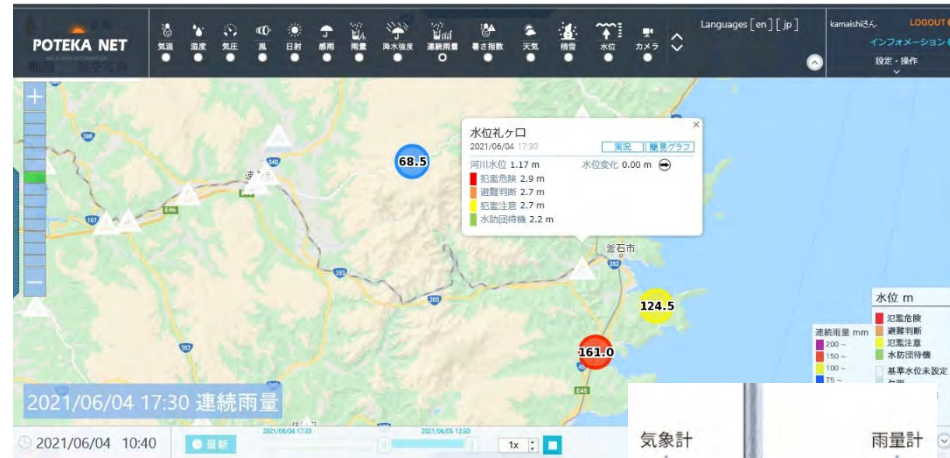 POTEKA NET
気温
湿度
気圧
風
日射
感雨
雨量
降水強度
連続雨量
暑さ指数
天気
積雪
水位
カメラ
Languages [ en ] [ jp ]
kamaishiさん
LOGOUT
インフォメーション
設定・操作
68.5
水位礼ケ口
2021/06/04 17:30
実況
簡易グラフ
河川水位 1.17 m
水位変化 0.00 m
氾濫危険 2.9 m
避難判断 2.7 m
氾濫注意 2.7 m
水防団待機 2.2 m
E46
107
283
釜石市
283
283
107
124.5
161.0
E45
水位 m
氾濫危険
避難判断
氾濫注意
水防団待機
基準水位未設定
連続雨量 mm
200 ~
150 ~
100 ~
75 ~
2021/06/04 17:30 連続雨量
2021/06/04 10:40
最新
2021/06/04 17:30
2021/06/05 13:50
1x
気象計
雨量計